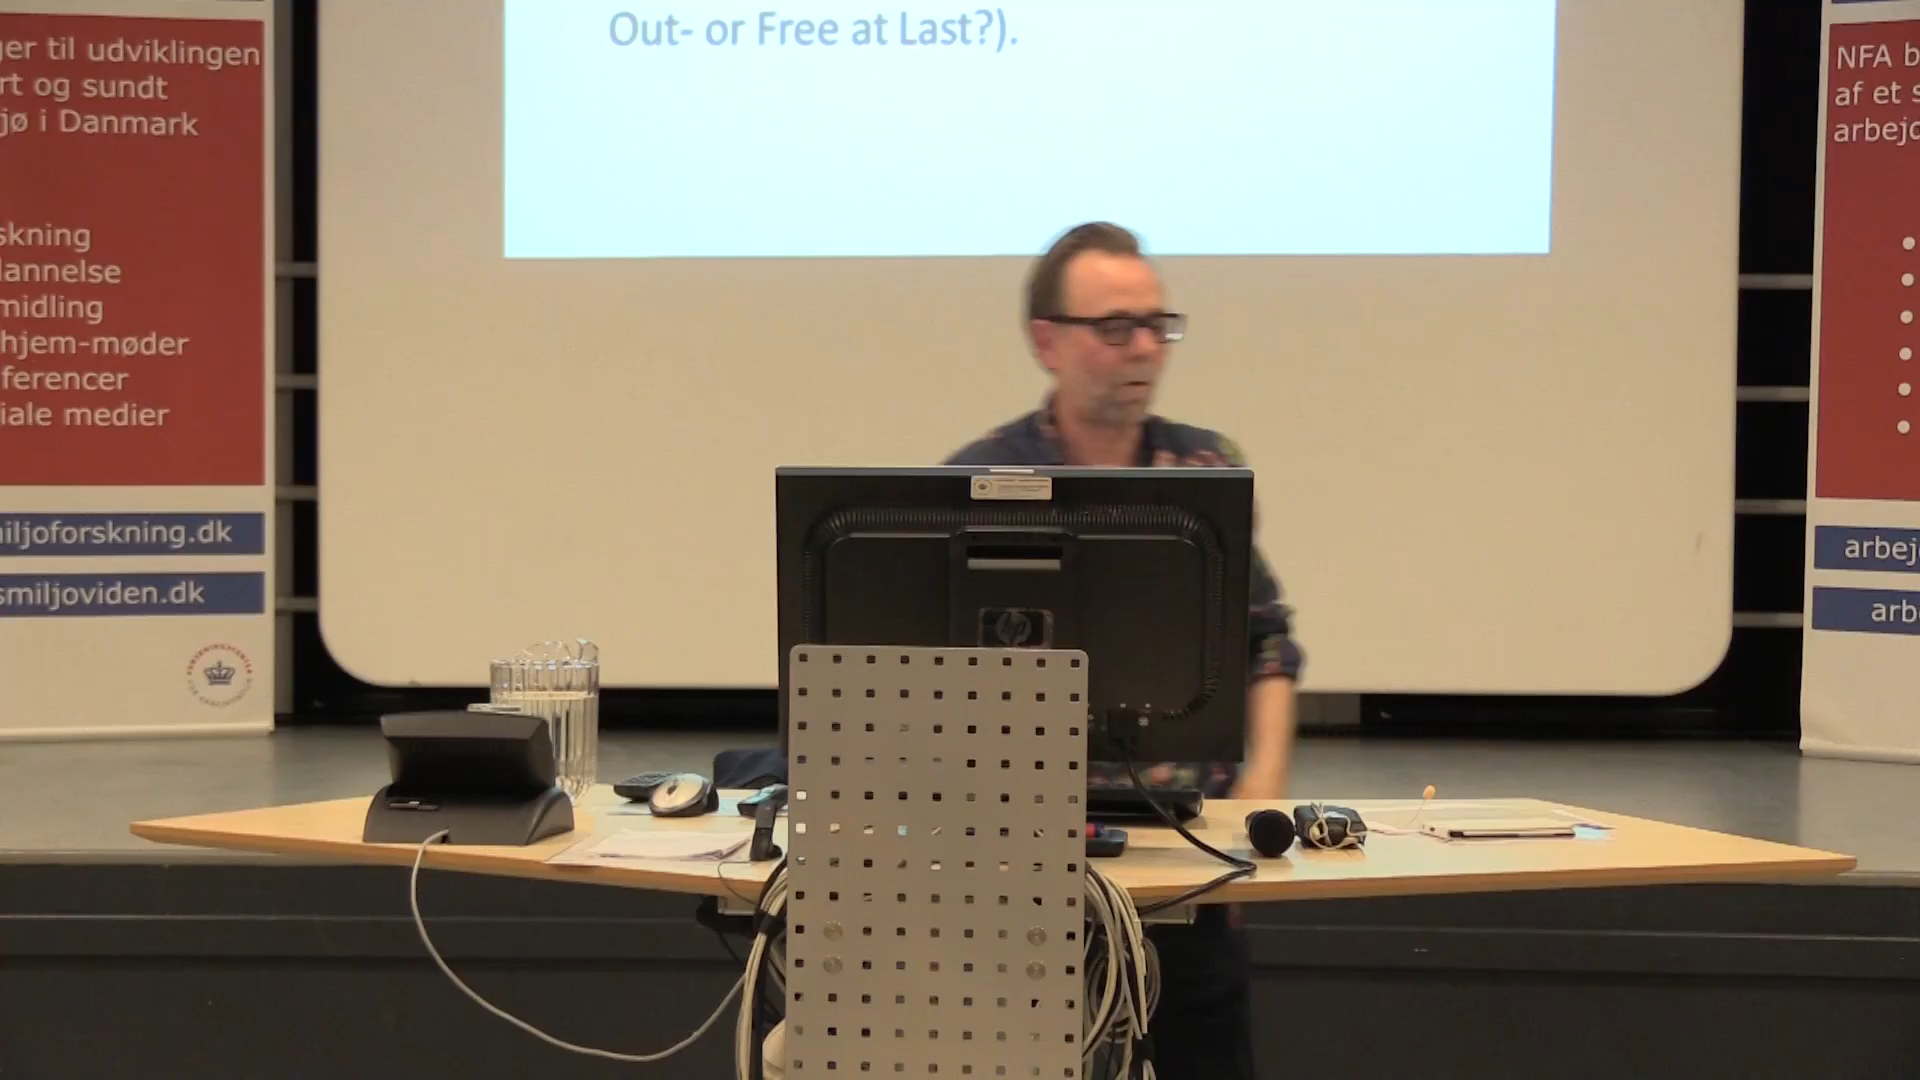 Out- or Free at Last?).
ger til udviklingen
rt og sundt
jø i Danmark
skning
dannelse
midling
hjem-møder
ferencer
iale medier
miljoforskning.dk
smiljoviden.dk
NFA b
af et s
arbejd
arbej
arb
hp